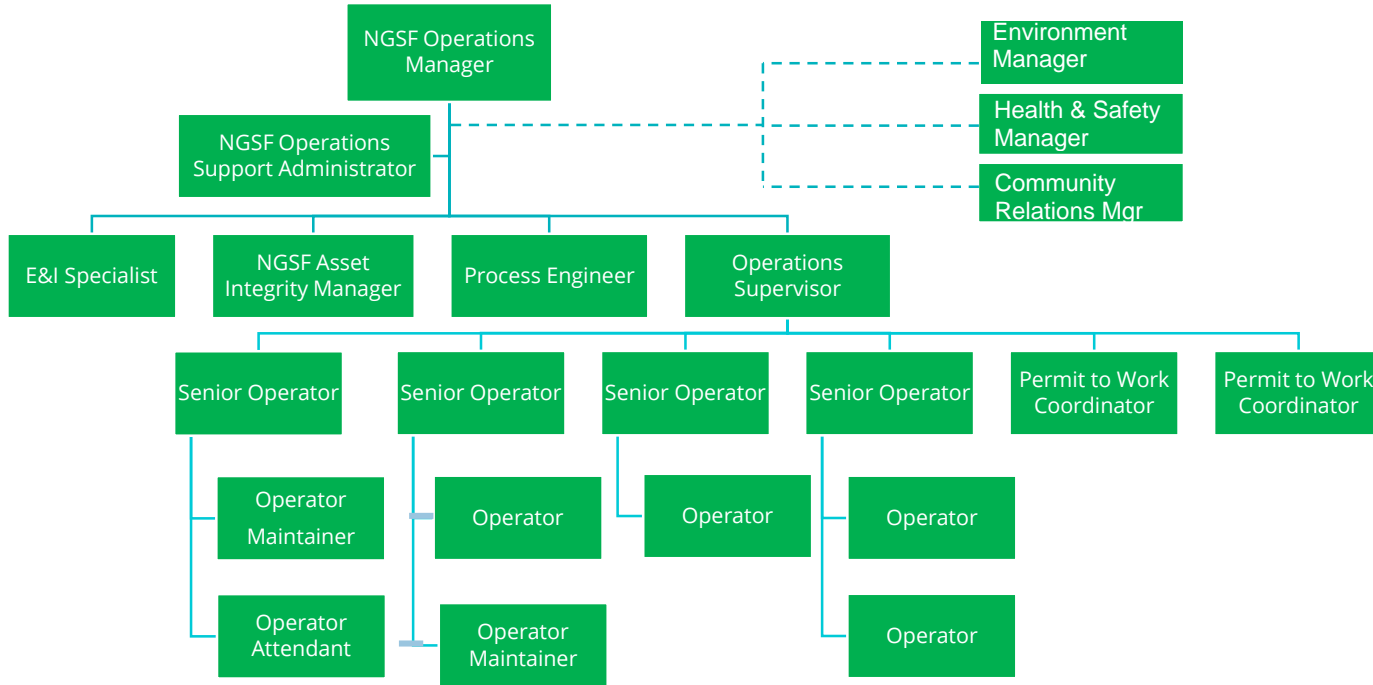 NGSF Operations
Manager
Environment
Manager
Health & Safety
Manager
Community
Relations Mgr
NGSF Operations
Support Administrator
E&I Specialist
NGSF Asset
Integrity Manager
Process Engineer
Operations
Supervisor
Senior Operator
Senior Operator
Senior Operator
Senior Operator
Permit to Work
Coordinator
Permit to Work
Coordinator
Operator
Maintainer
Operator
Operator
Operator
Operator
Attendant
Operator
Maintainer
Operator